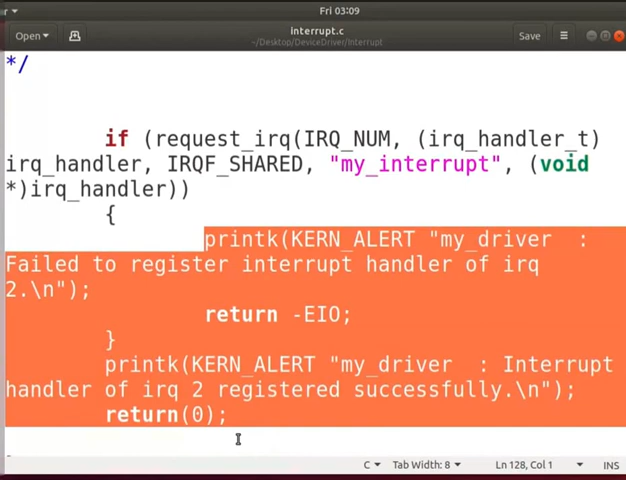 r
Fri 03:09
Open
interrupt.c
~/Desktop/DeviceDriver/Interrupt
Save
*/
if (request_irq(IRQ_NUM, (irq_handler_t)
irq_handler, IRQF_SHARED, "my_interrupt", (void
*)irq_handler))
{
printk(KERN_ALERT "my_driver  :
Failed to register interrupt handler of irq
2.\n");
return -EIO;
}
printk(KERN_ALERT "my_driver  : Interrupt
handler of irq 2 registered successfully.\n");
return(0);
C
Tab Width: 8
Ln 128, Col 1
INS